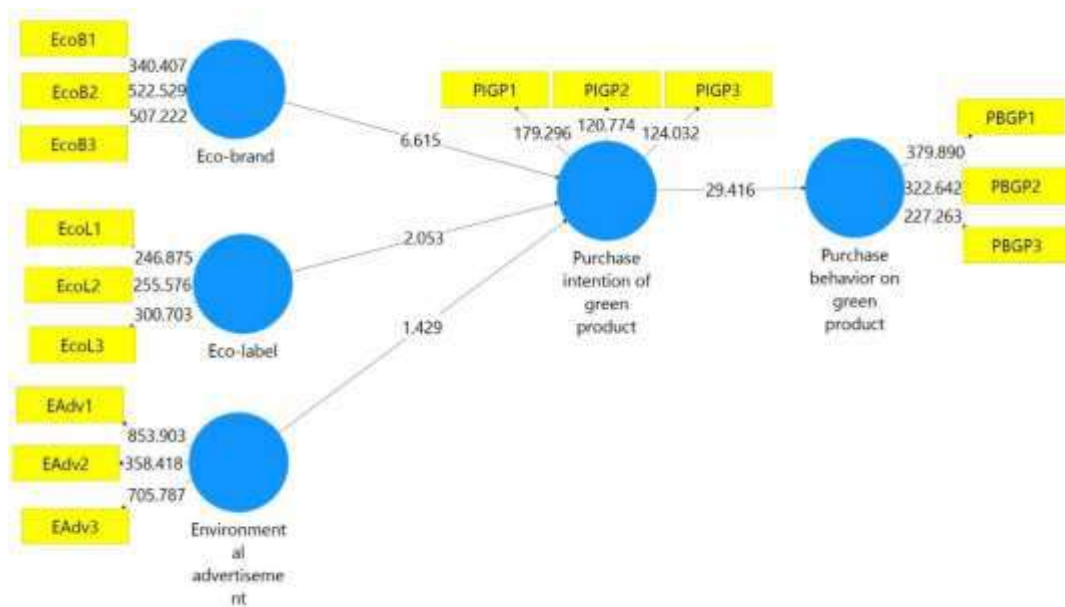 EcoB1
340.407
EcoB2
522.529
507.222
EcoB3
Eco-brand
6.615
PIGP1
PIGP2
PIGP3
179.296
120.774
124.032
Purchase
intention of
green
product
29.416
PBGP1
379.890
322.642
PBGP2
227.263
PBGP3
Purchase
behavior on
green
product
EcoL1
246.875
EcoL2
255.576
300.703
EcoL3
Eco-label
2.053
EAdv1
853.903
EAdv2
358.418
705.787
EAdv3
Environment
al
advertiseme
nt
1.429